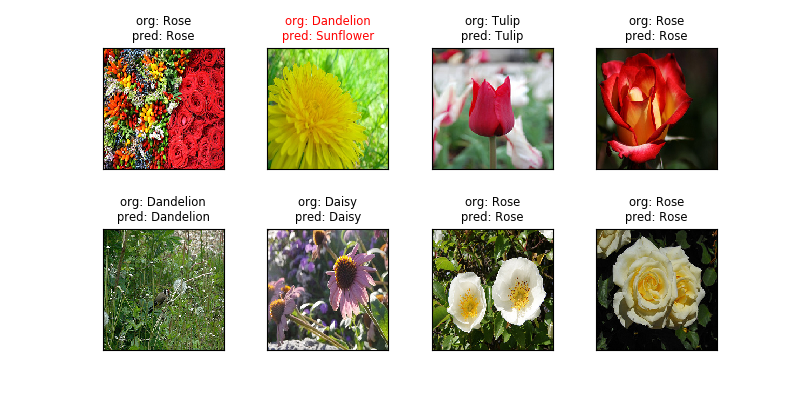 org: Rose
pred: Rose
org: Dandelion
pred: Sunflower
org: Tulip
pred: Tulip
org: Rose
pred: Rose
org: Dandelion
pred: Dandelion
org: Daisy
pred: Daisy
org: Rose
pred: Rose
org: Rose
pred: Rose